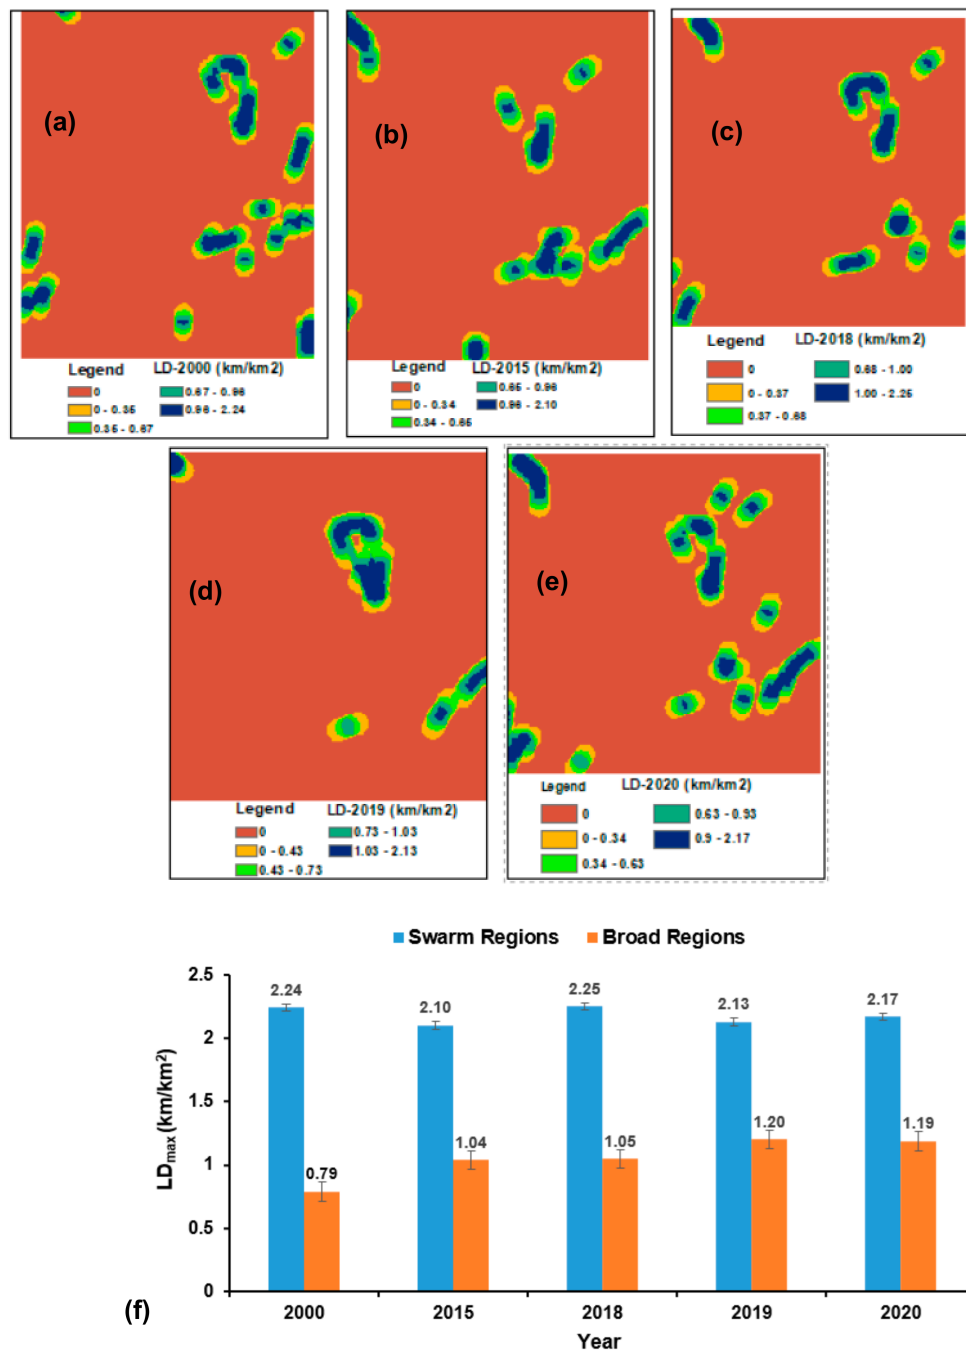 (a)
Legend LD-2000 (km/km2)
0 0.67 - 0.96
0 - 0.35 0.96 - 2.24
0.35 - 0.67
(b)
Legend LD-2015 (km/km2)
0 0.65 - 0.96
0 - 0.34 0.96 - 2.10
0.34 - 0.65
(c)
Legend LD-2018 (km/km2)
0 0.68 - 1.00
0 - 0.37 1.00 - 2.25
0.37 - 0.68
(d)
Legend LD-2019 (km/km2)
0 0.73 - 1.03
0 - 0.43 1.03 - 2.13
0.43 - 0.73
(e)
Legend LD-2020 (km/km2)
0 0.63 - 0.93
0 - 0.34 0.9 - 2.17
0.34 - 0.63
Swarm Regions Broad Regions
LDmax (km/km²)
2.5
2
1.5
1
0.5
0
2.24 2.10 2.25 2.13 2.17
0.79 1.04 1.05 1.20 1.19
2000 2015 2018 2019 2020
Year
(f)